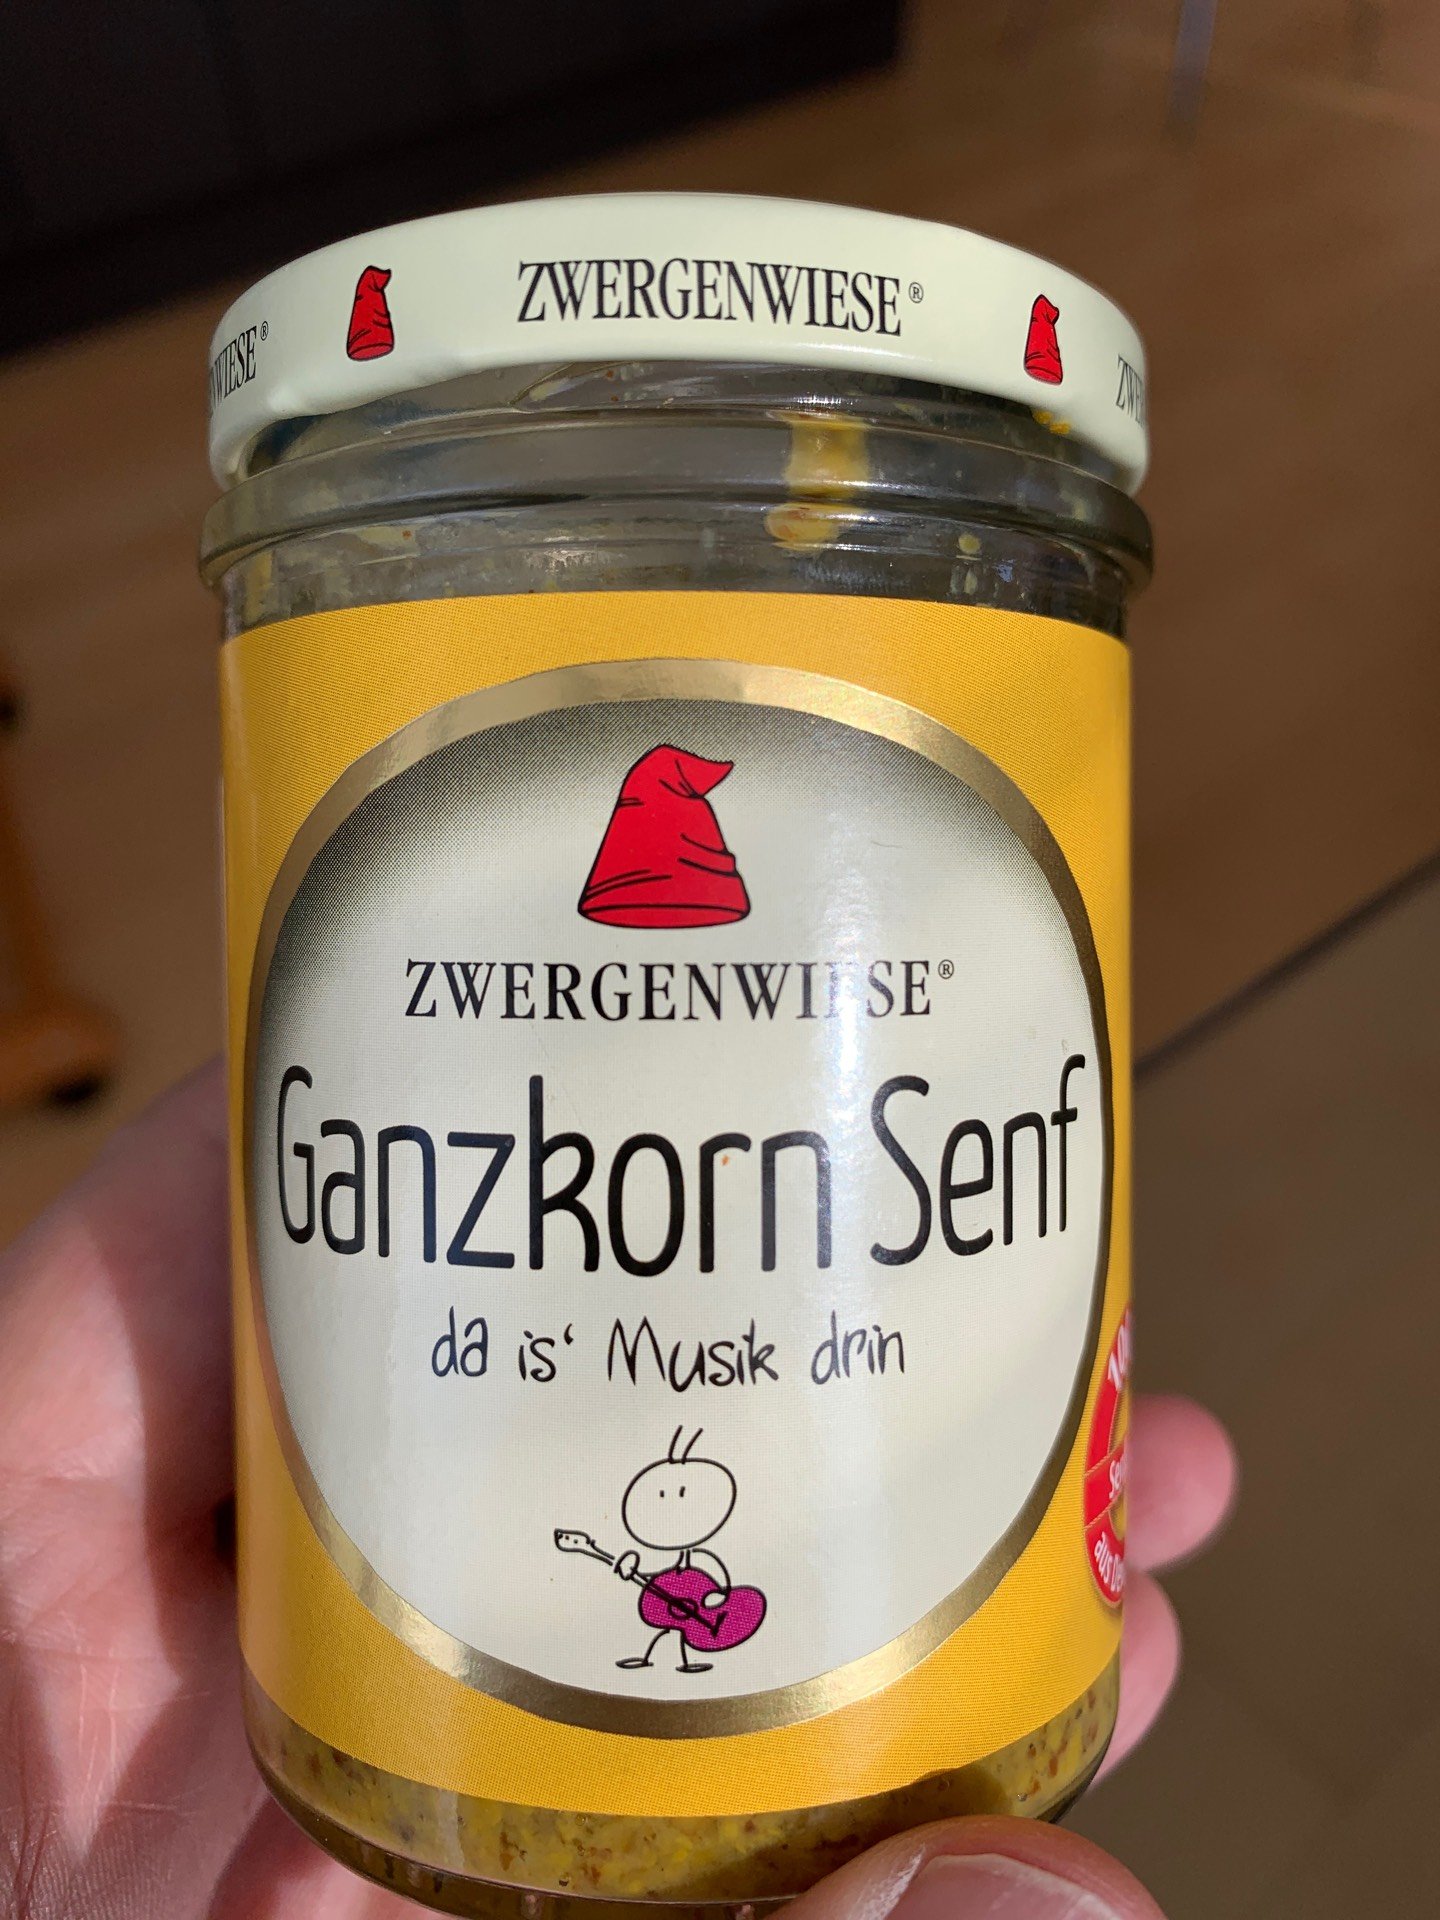 ZWERGENWIESE®
ZWERGENWIESE®
Ganzkorn Senf
da is' Musik drin